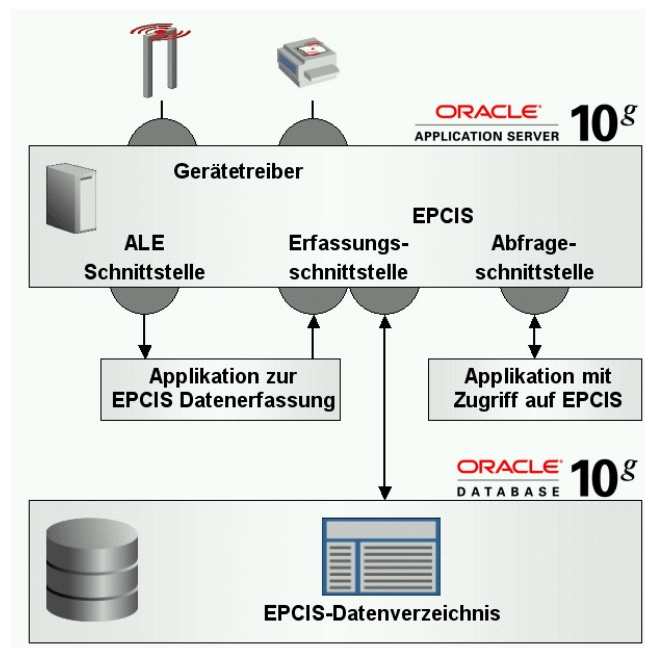 ORACLE
APPLICATION SERVER 10g
Gerätetreiber
EPCIS
ALE
Schnittstelle
Erfassungs-
schnittstelle
Abfrage-
schnittstelle
Applikation zur
EPCIS Datenerfassung
Applikation mit
Zugriff auf EPCIS
ORACLE
DATABASE 10g
EPCIS-Datenverzeichnis